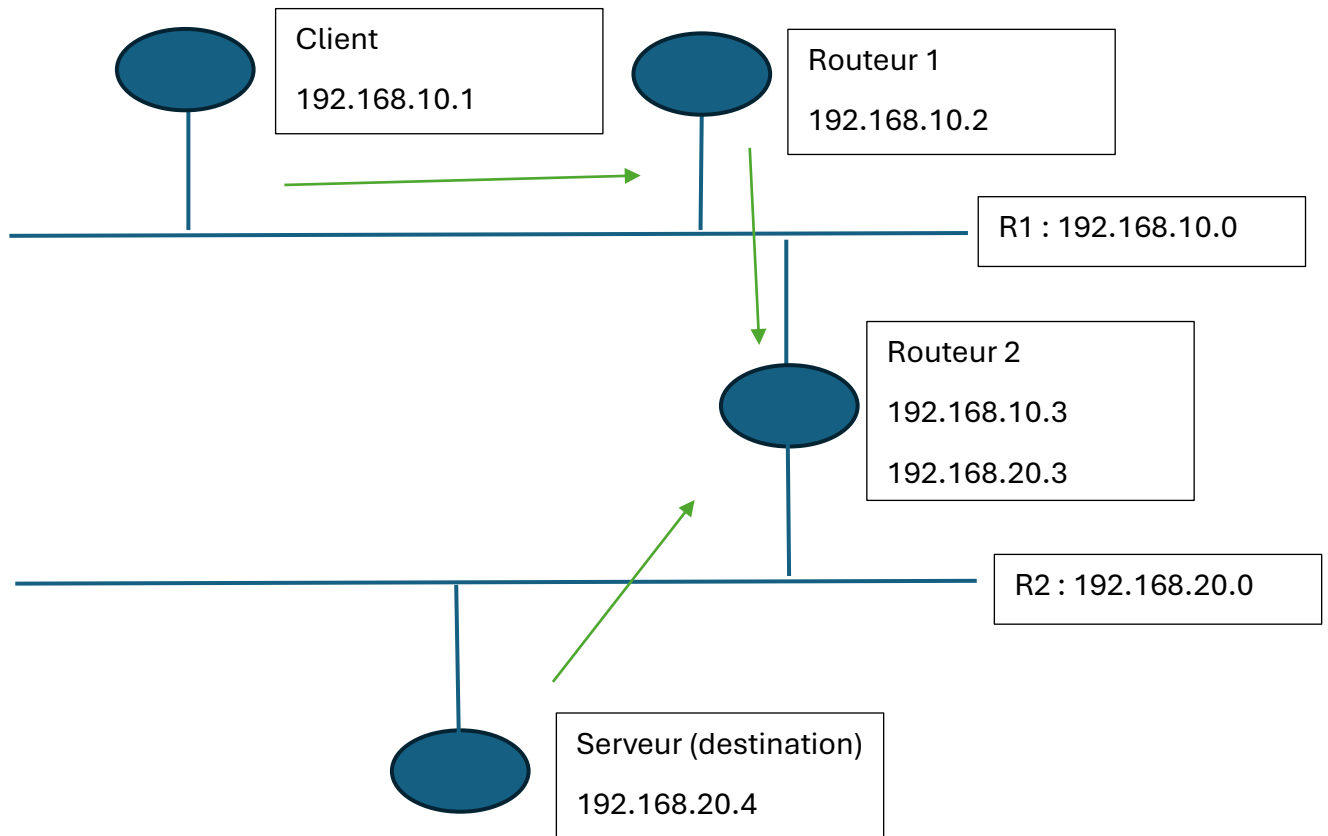 Client
192.168.10.1
Routeur 1
192.168.10.2
R1 : 192.168.10.0
Routeur 2
192.168.10.3
192.168.20.3
R2 : 192.168.20.0
Serveur (destination)
192.168.20.4